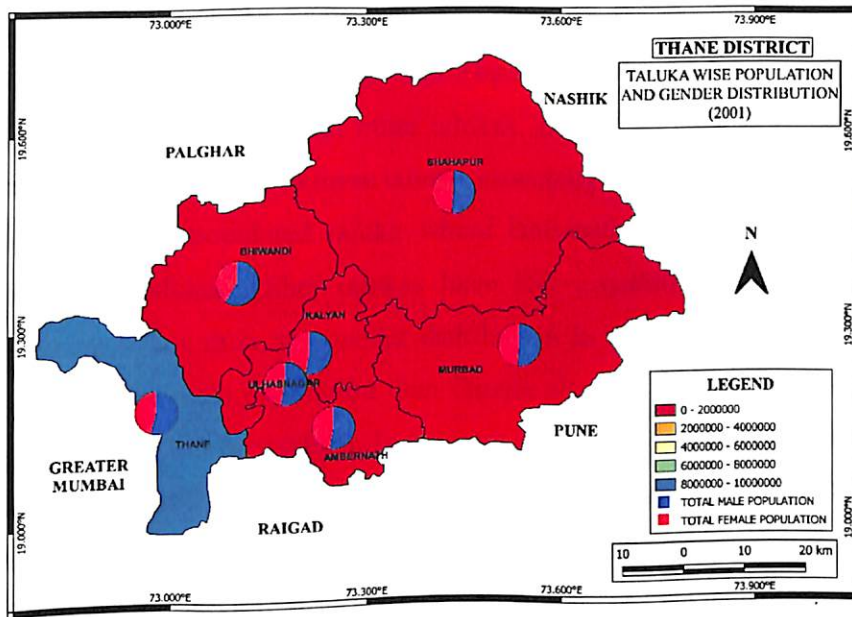 73.000°E 73.300°E 73.600°E 73.900°E
THANE DISTRICT
TALUKA WISE POPULATION
AND GENDER DISTRIBUTION
(2001)
NASHIK
PALGHAR
19.600°N
19.600°N
SHAHAPUR
N
BHIWANDI
19.300°N
19.300°N
KALYAN
MURBAD
ULHASNAGAR
LEGEND
0 - 2000000
2000000 - 4000000
4000000 - 6000000
6000000 - 8000000
8000000 - 10000000
TOTAL MALE POPULATION
TOTAL FEMALE POPULATION
PUNE
THANE
AMBERNATH
GREATER
MUMBAI
RAIGAD
19.000°N
19.000°N
10 0 10 20 km
73.000°E 73.300°E 73.600°E 73.900°E